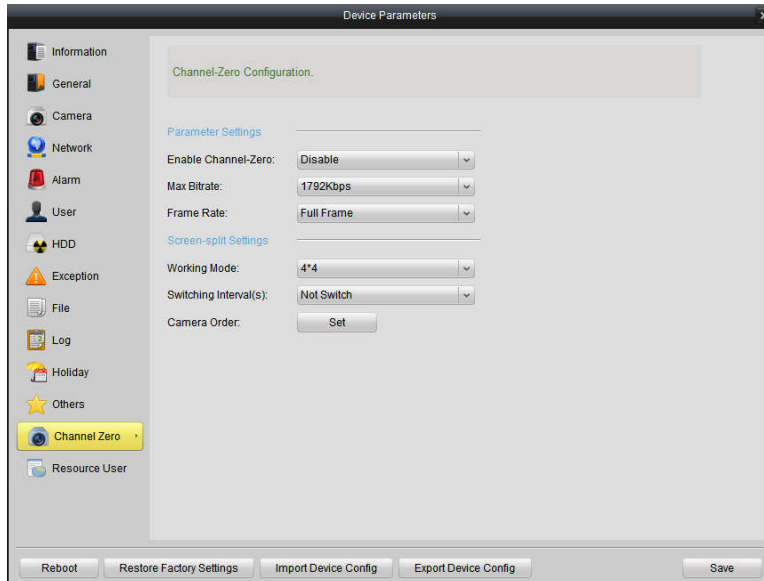 Device Parameters
Information
General
Camera
Network
Alarm
User
HDD
Exception
File
Log
Holiday
Others
Channel Zero
Resource User
Channel-Zero Configuration.
Parameter Settings
Enable Channel-Zero: Disable
Max Bitrate: 1792Kbps
Frame Rate: Full Frame
Screen-split Settings
Working Mode: 4*4
Switching Interval(s): Not Switch
Camera Order: Set
Reboot Restore Factory Settings Import Device Config Export Device Config Save